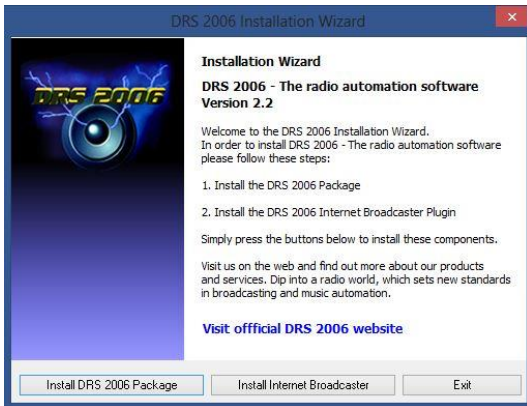 DRS 2006 Installation Wizard
DRS 2006
Installation Wizard
DRS 2006 - The radio automation software
Version 2.2
Welcome to the DRS 2006 Installation Wizard.
In order to install DRS 2006 - The radio automation software
please follow these steps:
1. Install the DRS 2006 Package
2. Install the DRS 2006 Internet Broadcaster Plugin
Simply press the buttons below to install these components.
Visit us on the web and find out more about our products
and services. Dip into a radio world, which sets new standards
in broadcasting and music automation.
Visit offficial DRS 2006 website
Install DRS 2006 Package
Install Internet Broadcaster
Exit